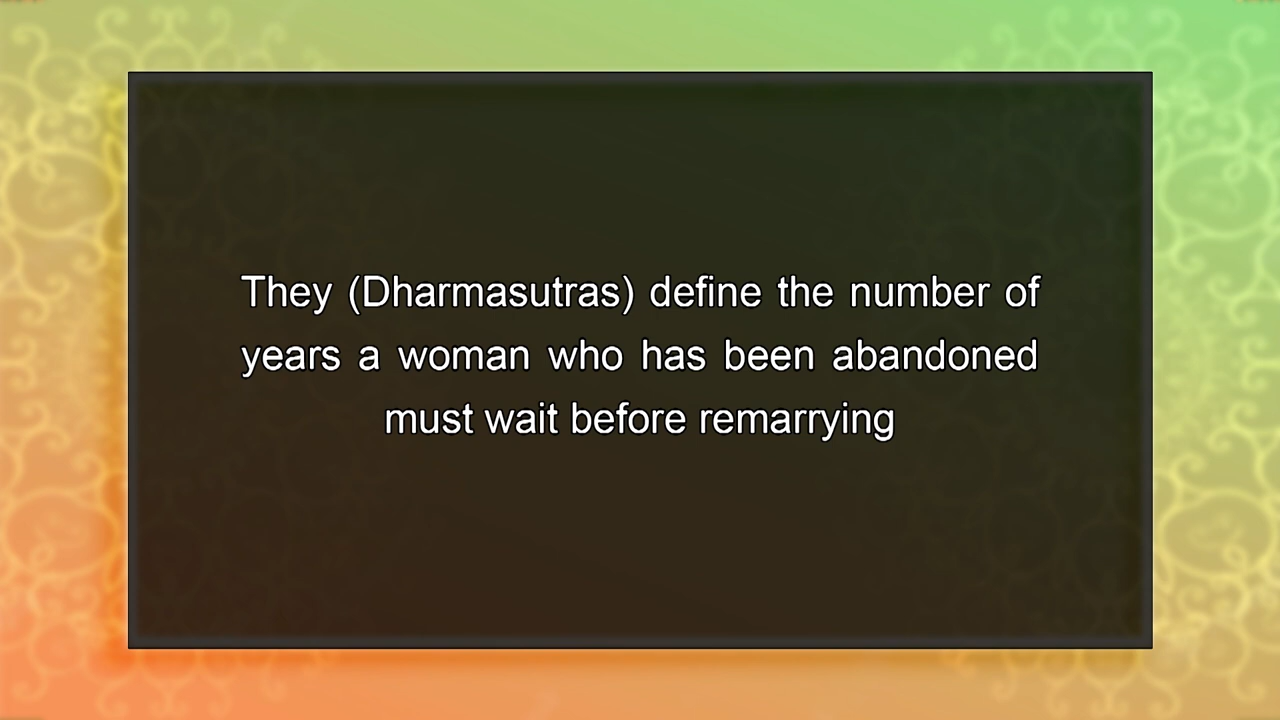 They (Dharmasutras) define the number of
years a woman who has been abandoned
must wait before remarrying